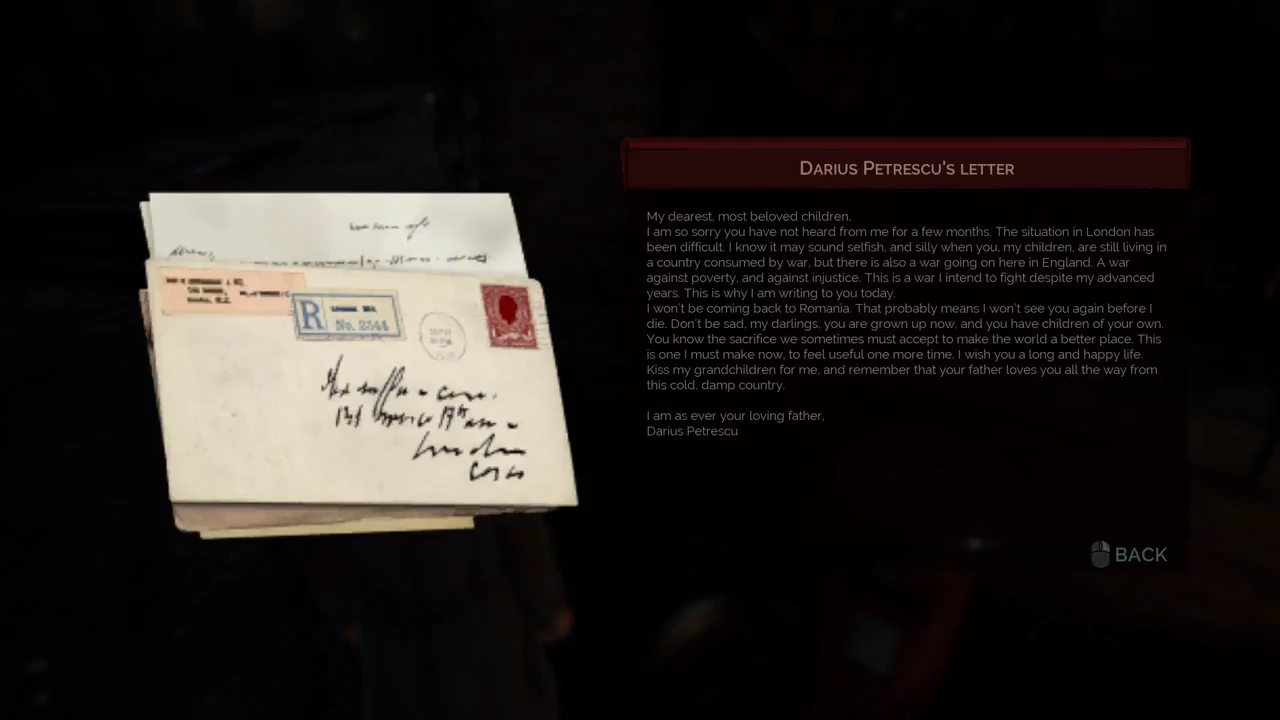 DARIUS PETRESCU'S LETTER
My dearest, most beloved children.
I am so sorry you have not heard from me for a few months. The situation in London has
been difficult. I know it may sound selfish, and silly when you, my children, are still living in
a country consumed by war, but there is also a war going on here in England. A war
against poverty, and against injustice. This is a war I intend to fight despite my advanced
years. This is why I am writing to you today.
I won't be coming back to Romania. That probably means I won't see you again before I
die. Don't be sad, my darlings, you are grown up now, and you have children of your own.
You know the sacrifice we sometimes must accept to make the world a better place. This
is one I must make now, to feel useful one more time. I wish you a long and happy life.
Kiss my grandchildren for me, and remember that your father loves you all the way from
this cold, damp country.
I am as ever your loving father,
Darius Petrescu
R
No. 2544
BACK